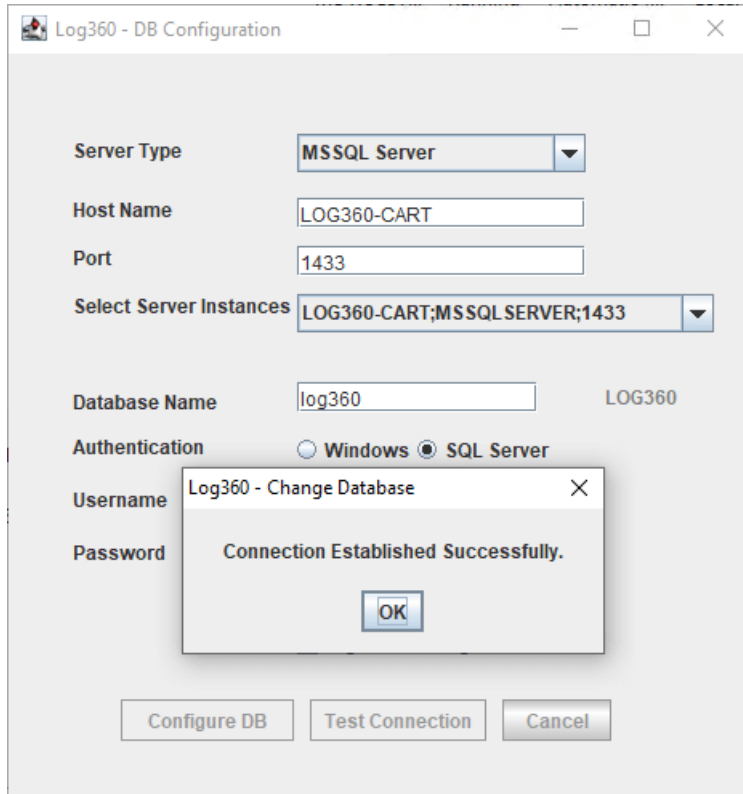 Log360 - DB Configuration
Server Type MSSQL Server
Host Name LOG360-CART
Port 1433
Select Server Instances LOG360-CART;MSSQLSERVER;1433
Database Name log360 LOG360
Authentication Windows SQL Server
Username
Password
Log360 - Change Database
Connection Established Successfully.
OK
Configure DB Test Connection Cancel